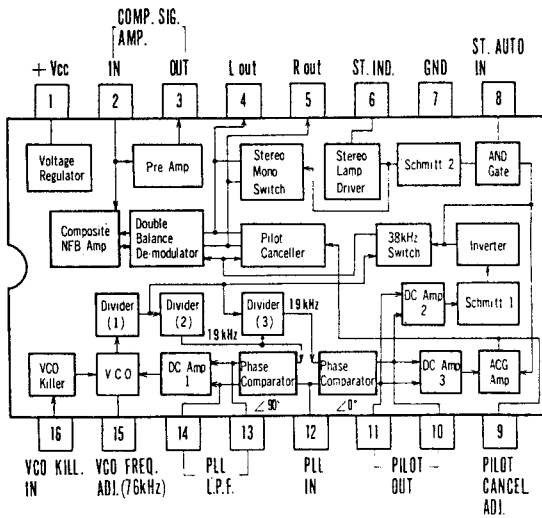 COMP. SIG.
AMP.
+Vcc
IN
OUT
L out
R out
ST. IND.
GND
ST. AUTO
IN
1
2
3
4
5
6
7
8
Voltage
Regulator
Pre Amp
Stereo
Mono
Switch
Stereo
Lamp
Driver
Schmitt 2
AND
Gate
Composite
NFB Amp
Double
Balance
De-modulator
Pilot
Canceller
38kHz
Switch
Inverter
Divider
(1)
Divider
(2)
Divider
(3)
19kHz
19kHz
DC Amp
2
Schmitt 1
VCO
Killer
VCO
DC Amp
1
Phase
Comparator
Phase
Comparator
DC Amp
3
ACG
Amp
∠90°
∠0°
16
15
14
13
12
11
10
9
VCO KILL.
IN
VCO FREQ.
ADJ.(76kHz)
PLL
L.P.F.
PLL
IN
PILOT
OUT
PILOT
CANCEL
ADJ.